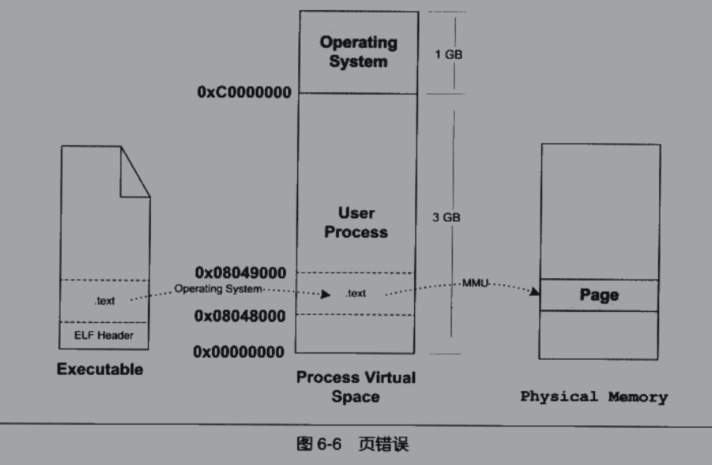 Operating
System
1 GB
0xC0000000
User
Process
3 GB
0x08049000
Operating System
.text
.text
MMU
Page
0x08048000
ELF Header
0x00000000
Executable
Process Virtual
Space
Physical Memory
图 6-6 页错误